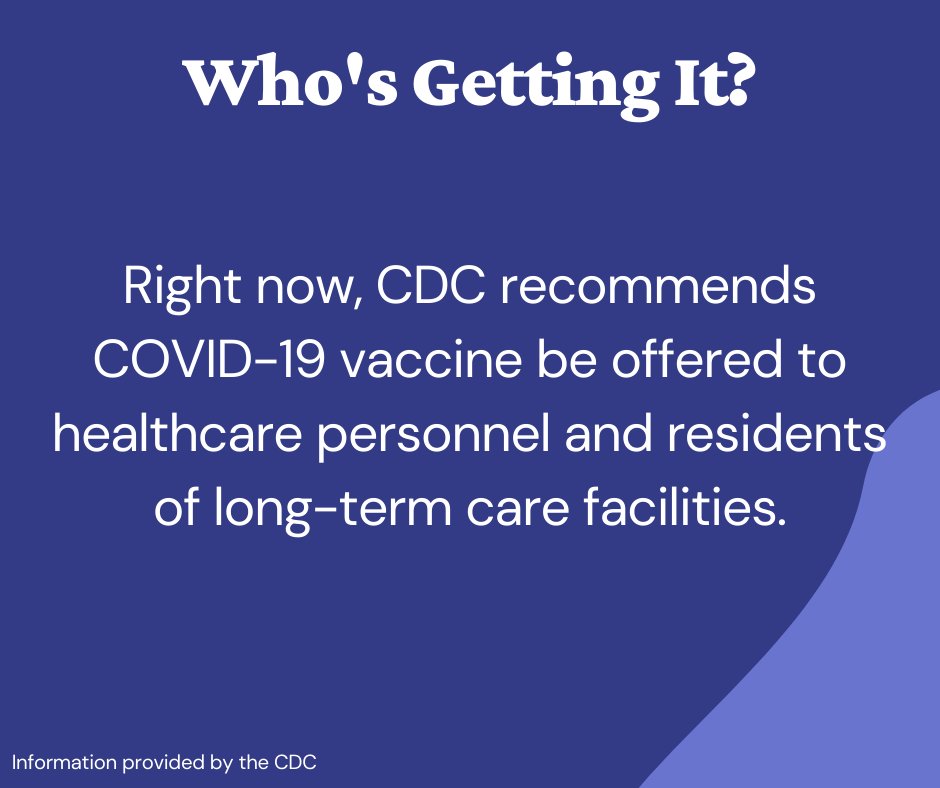 Who's Getting It?
Right now, CDC recommends
COVID-19 vaccine be offered to
healthcare personnel and residents
of long-term care facilities.
Information provided by the CDC